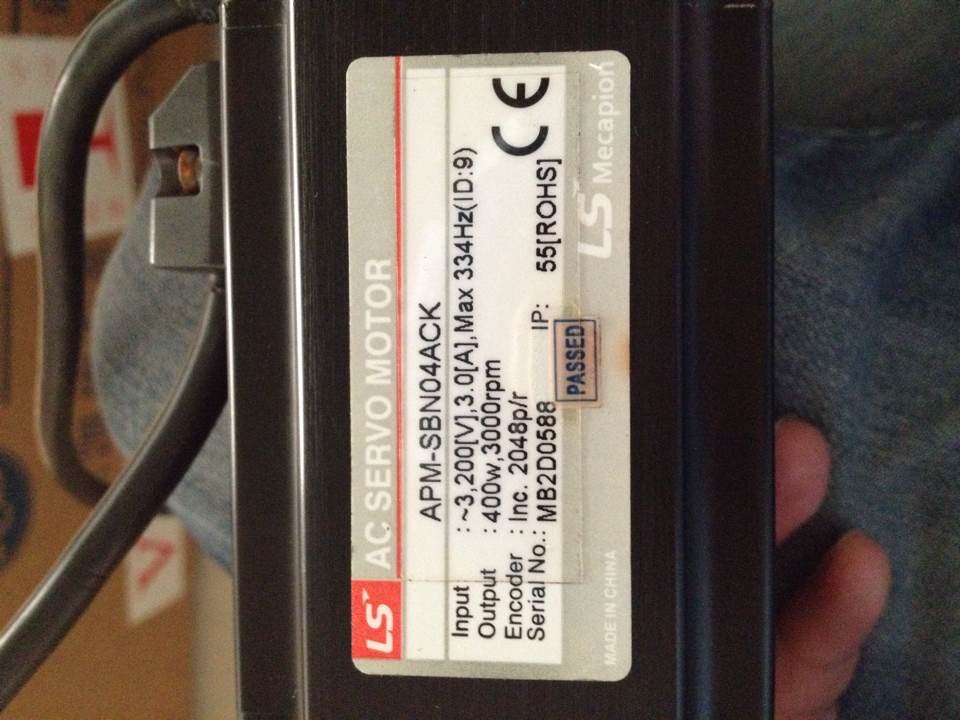 LS AC SERVO MOTOR
APM-SBN04ACK
Input : ~3,200[V],3.0[A],Max 334Hz(ID:9)
Output : 400w,3000rpm
Encoder : Inc. 2048p/r
Serial No.: MB2D0588 IP: 55[ROHS]
CE
PASSED
MADE IN CHINA
LS Mecapion